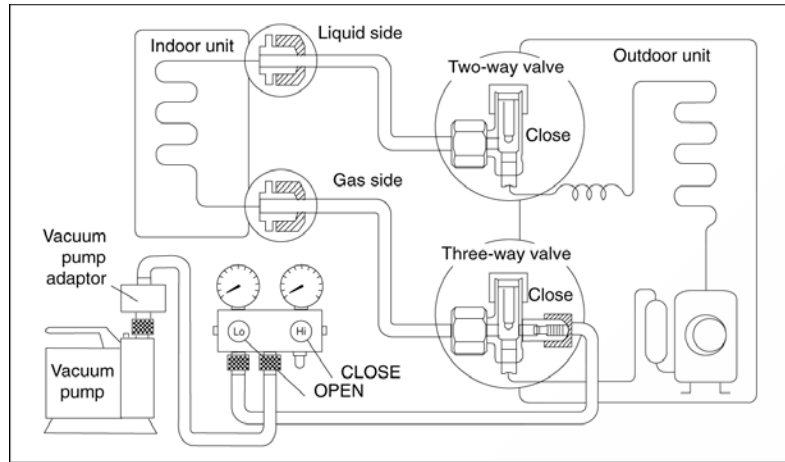 Liquid side
Indoor unit
Two-way valve
Outdoor unit
Close
Gas side
Vacuum
pump
adaptor
Three-way valve
Close
Lo
Hi
CLOSE
OPEN
Vacuum
pump